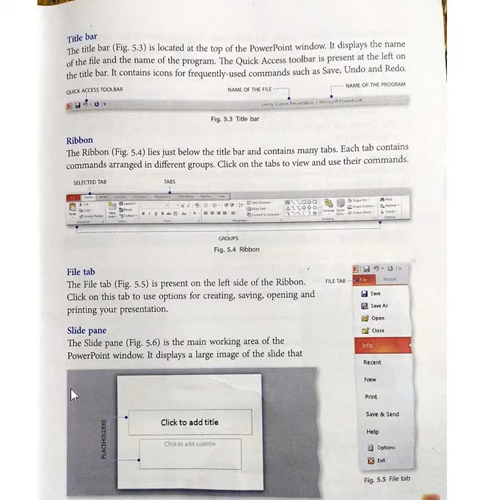 Title bar
The title bar (Fig. 5.3) is located at the top of the PowerPoint window. It displays the name
of the file and the name of the program. The Quick Access toolbar is present at the left on
the title bar. It contains icons for frequently-used commands such as Save, Undo and Redo.
QUICK ACCESS TOOLBAR
NAME OF THE FILE
NAME OF THE PROGRAM
Living Science Presentation - Microsoft PowerPoint
Fig. 5.3 Title bar
Ribbon
The Ribbon (Fig. 5.4) lies just below the title bar and contains many tabs. Each tab contains
commands arranged in different groups. Click on the tabs to view and use their commands.
SELECTED TAB
TABS
GROUPS
Fig. 5.4 Ribbon
File tab
The File tab (Fig. 5.5) is present on the left side of the Ribbon.
Click on this tab to use options for creating, saving, opening and
printing your presentation.
Slide pane
The Slide pane (Fig. 5.6) is the main working area of the
PowerPoint window. It displays a large image of the slide that
PLACEHOLDERS
Click to add title
Click to add subtitle
FILE TAB
File
Home
Save
Save As
Open
Close
Info
Recent
New
Print
Save & Send
Help
Options
Exit
Fig. 5.5 File tab